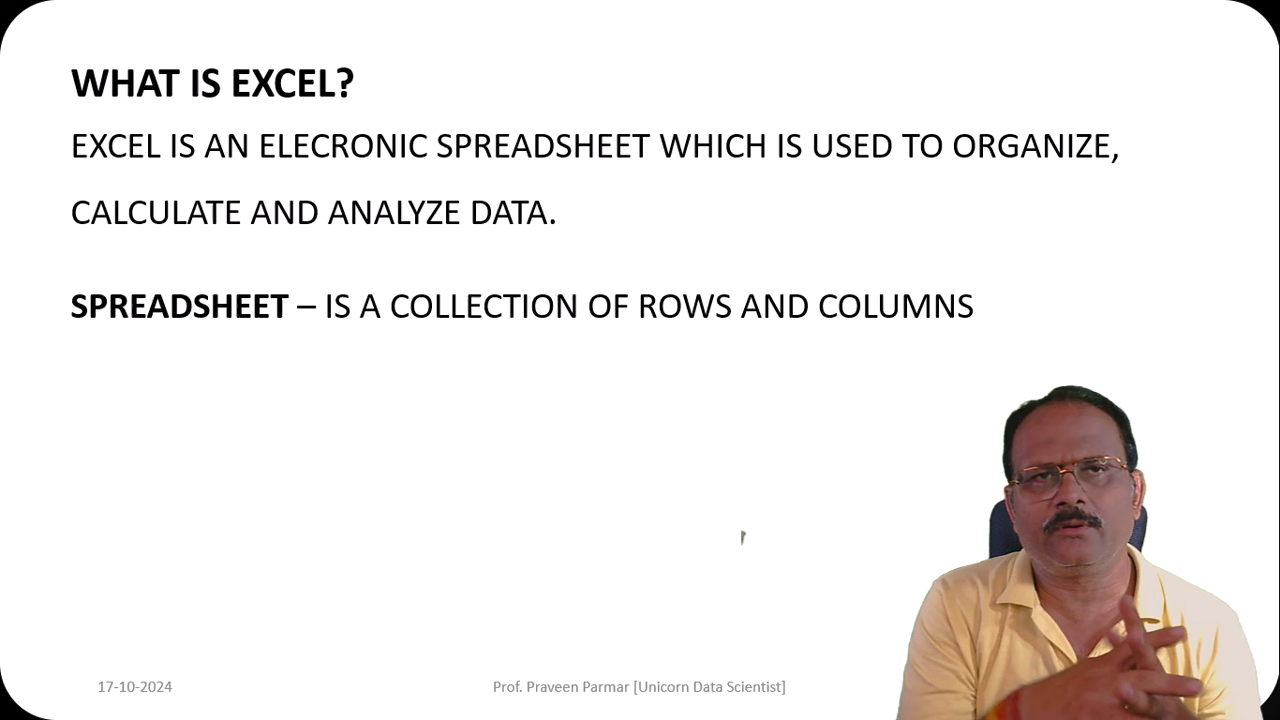 WHAT IS EXCEL?
EXCEL IS AN ELECRONIC SPREADSHEET WHICH IS USED TO ORGANIZE,
CALCULATE AND ANALYZE DATA.
SPREADSHEET – IS A COLLECTION OF ROWS AND COLUMNS
17-10-2024
Prof. Praveen Parmar [Unicorn Data Scientist]